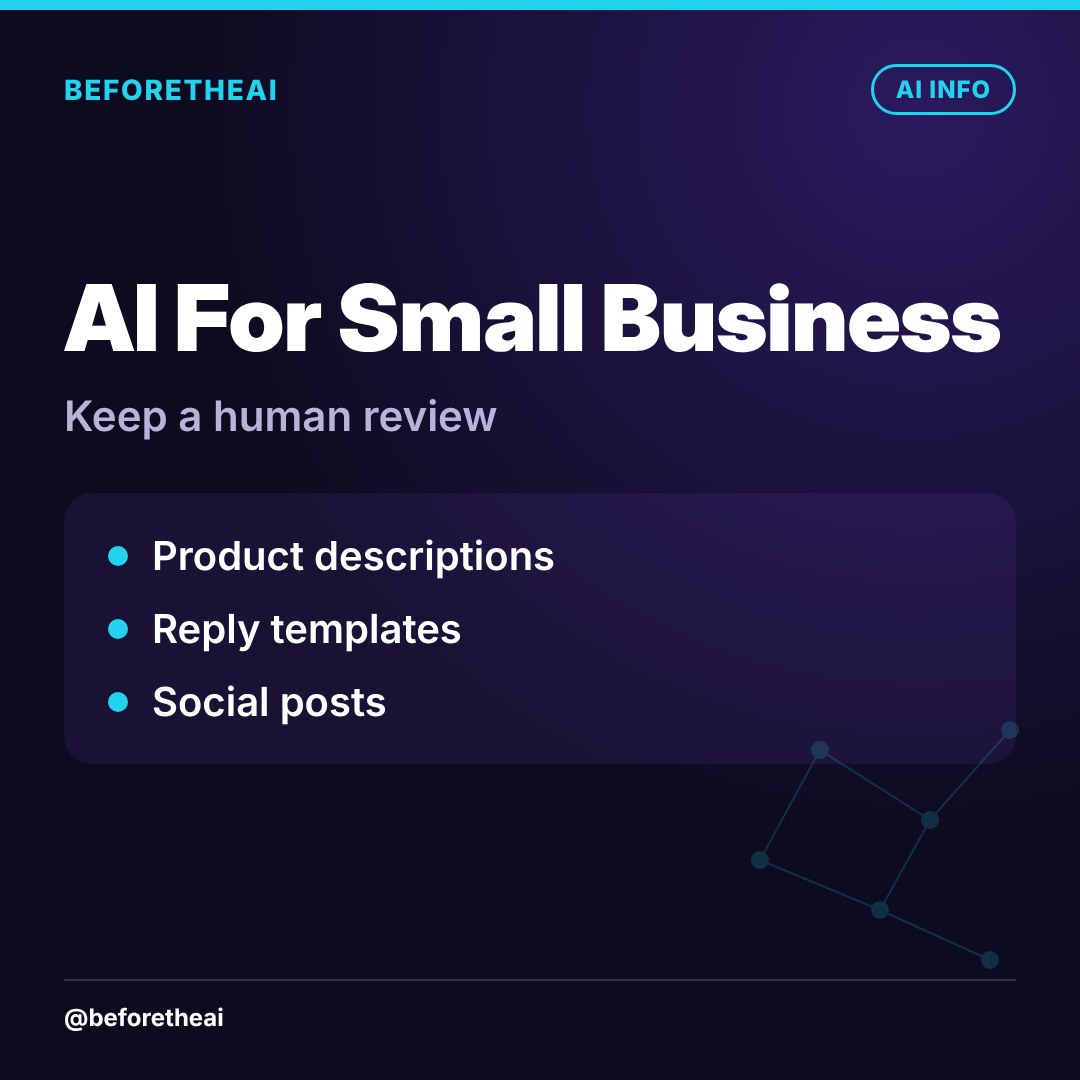 BEFORETHEAI
AI INFO
AI For Small Business
Keep a human review
Product descriptions
Reply templates
Social posts
@beforetheai